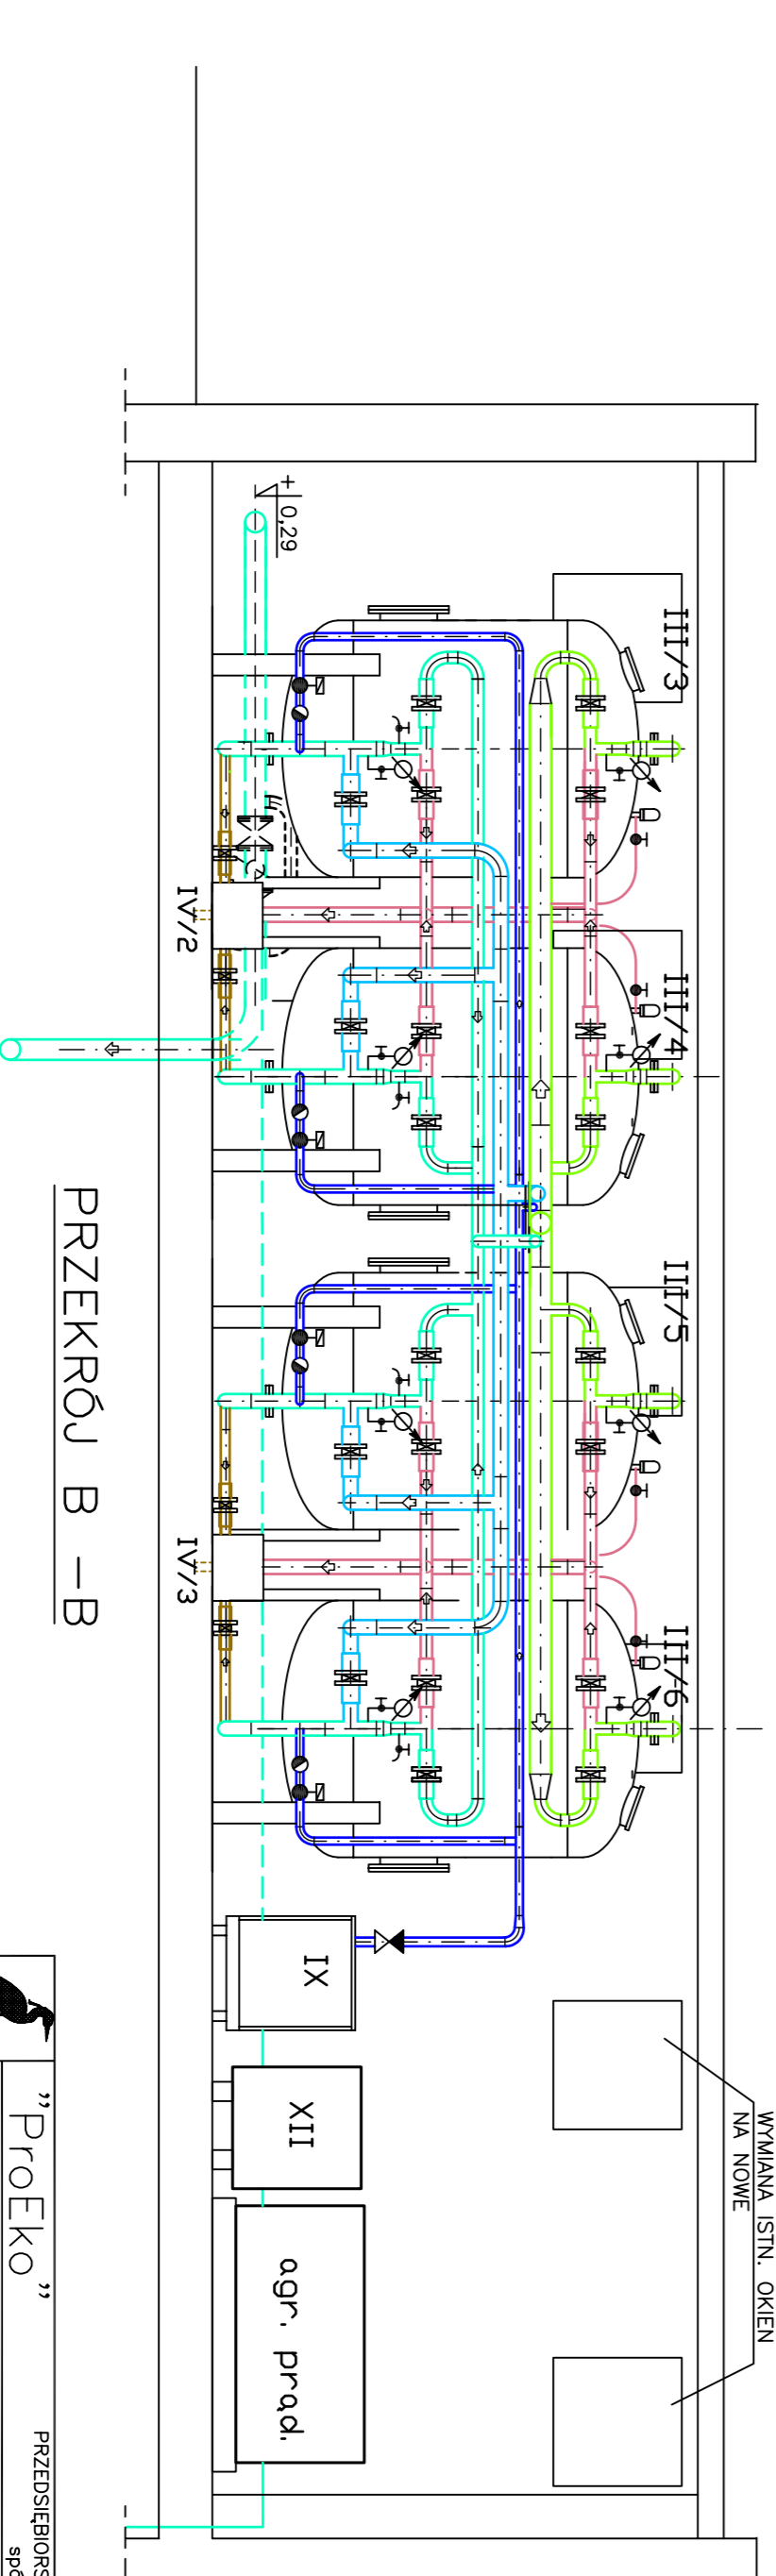 III/3
III/4
III/5
III/6
WYMIANA ISTN. OKIEN
NA NOWE
+ 0,29
IV/2
IV/3
IX
XII
agr. prąd.
PRZEKRÓJ B —B
"ProEko"
PRZEDSIĘBIORS
spó